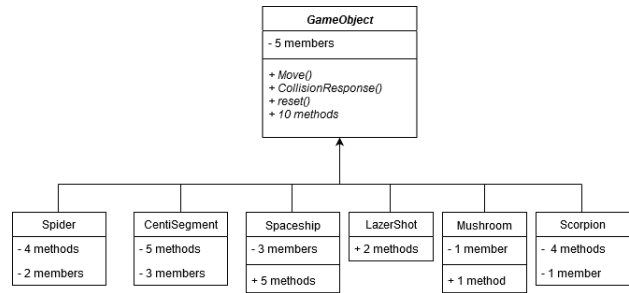 GameObject
- 5 members
+ Move()
+ CollisionResponse()
+ reset()
+ 10 methods
Spider
- 4 methods
- 2 members
CentiSegment
- 5 methods
- 3 members
Spaceship
- 3 members
+ 5 methods
LazerShot
+ 2 methods
Mushroom
- 1 member
+ 1 method
Scorpion
- 4 methods
- 1 member